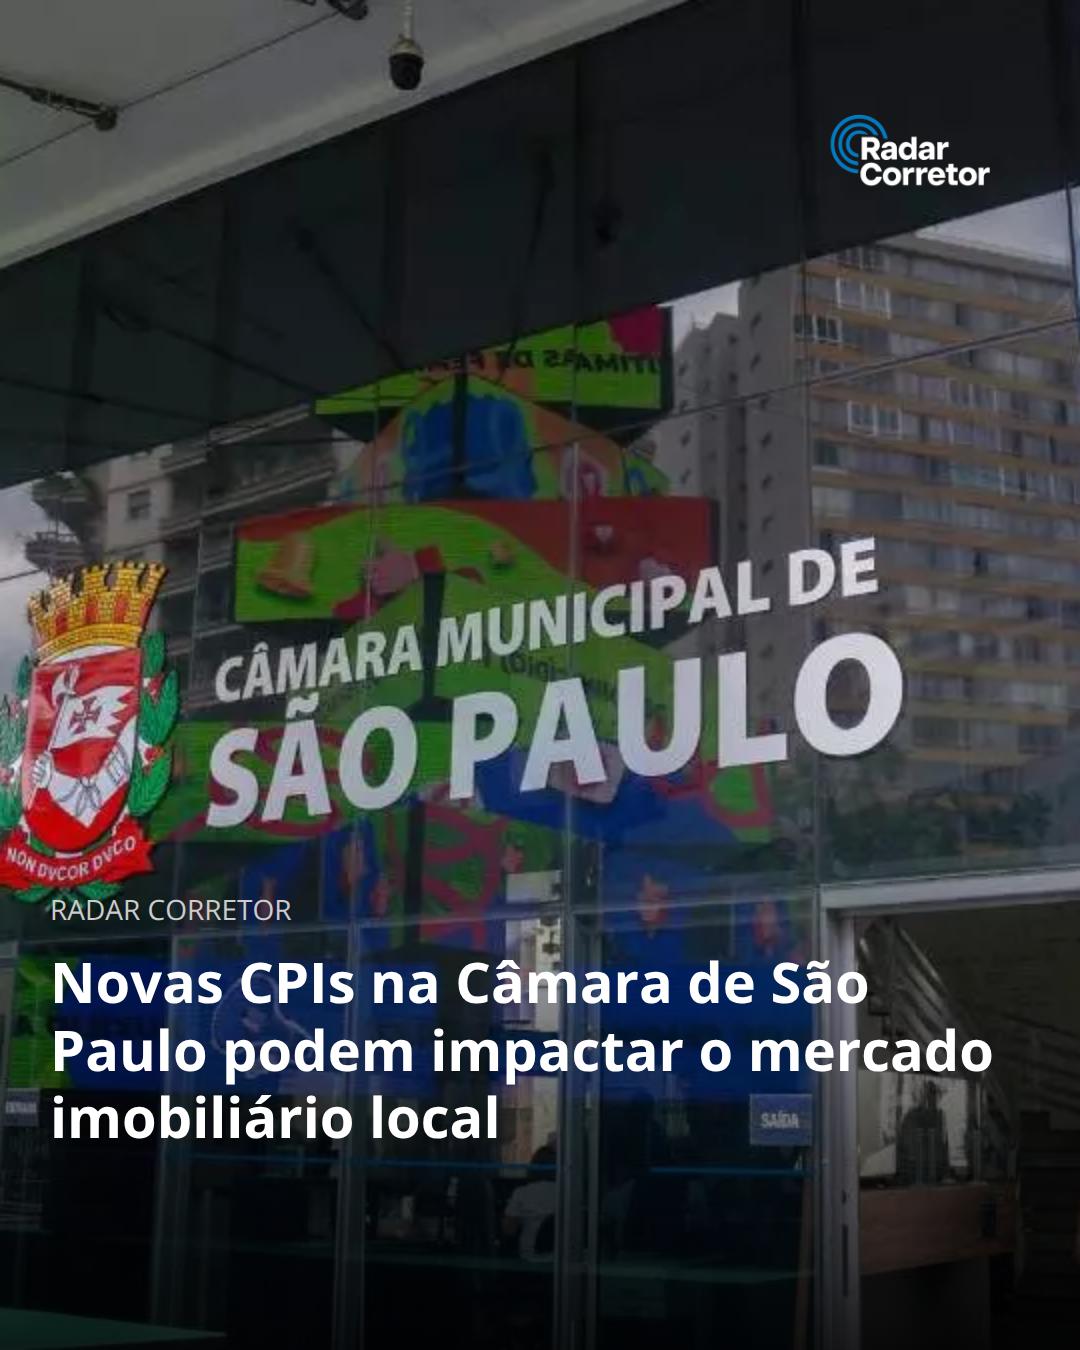 Radar
Corretor
CÂMARA MUNICIPAL DE
SÃO PAULO
NON DVCOR DVCO
RADAR CORRETOR
Novas CPIs na Câmara de São
Paulo podem impactar o mercado
imobiliário local
SAÍDA